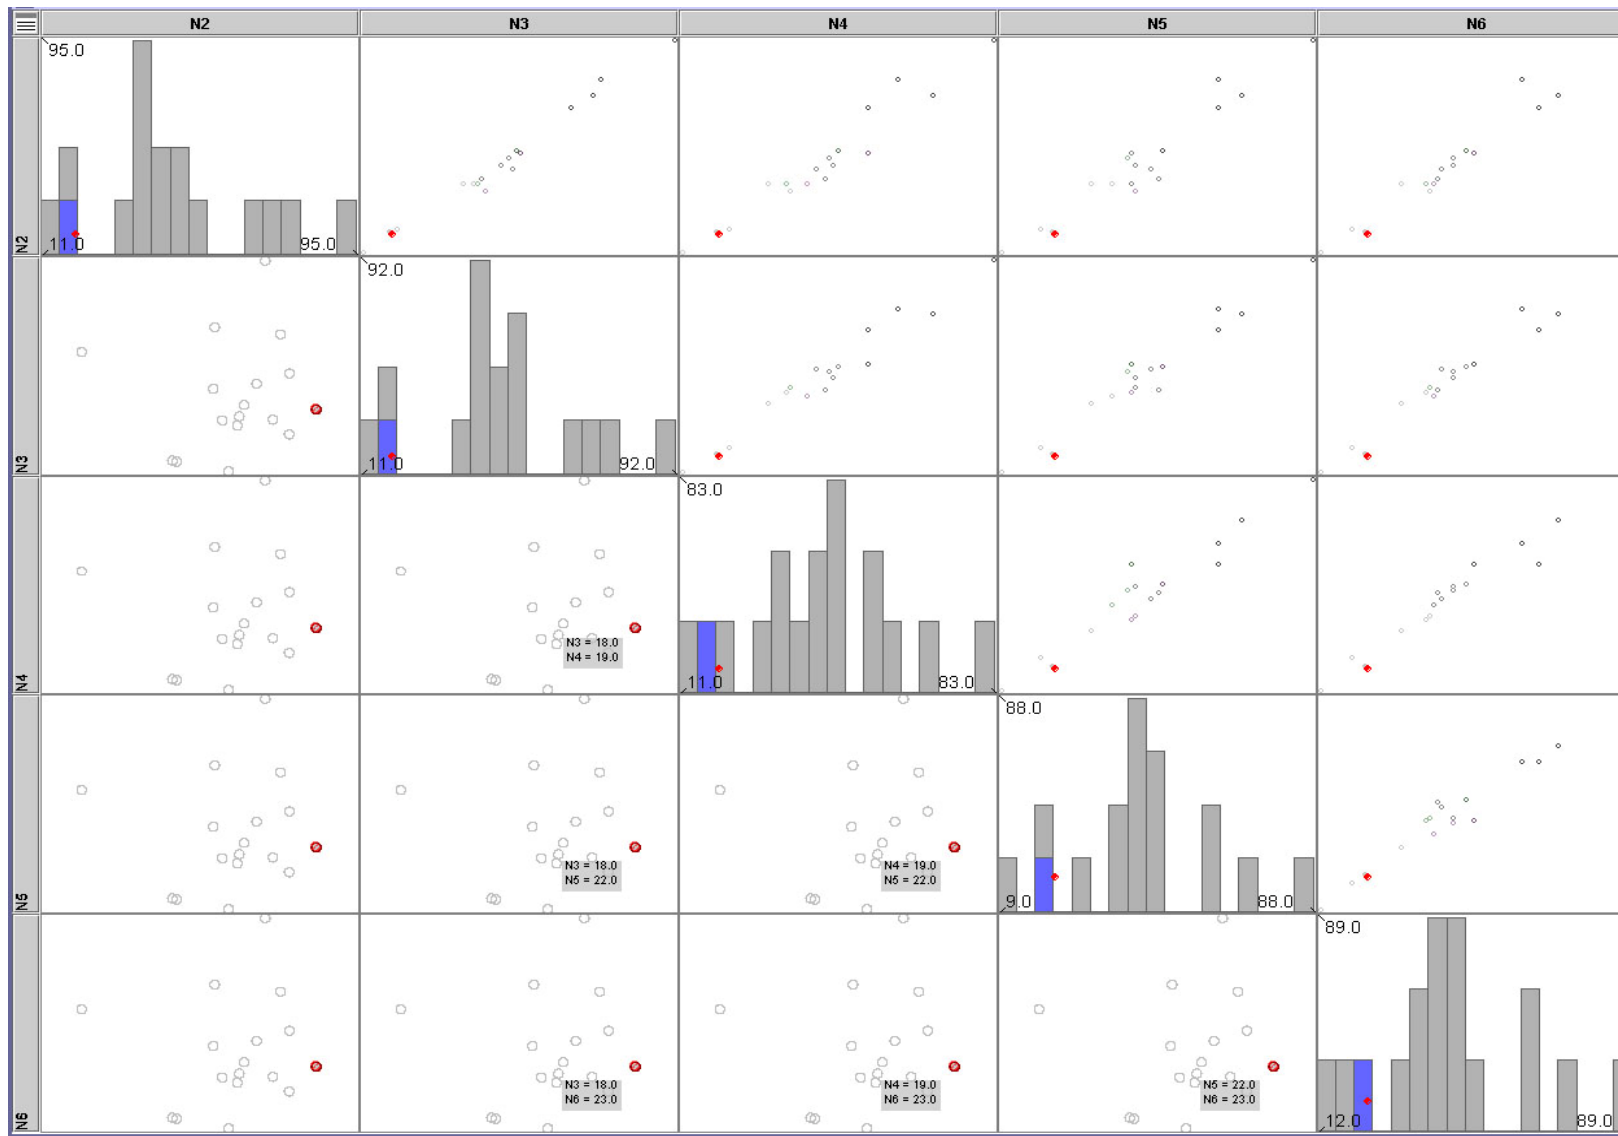 N2 N3 N4 N5 N6
N2
95.0
11.0 95.0
N3
92.0
11.0 92.0
N4
N3 = 18.0
N4 = 19.0
83.0
11.0 83.0
N5
N3 = 18.0
N5 = 22.0
N4 = 19.0
N5 = 22.0
88.0
9.0 88.0
N6
N3 = 18.0
N6 = 23.0
N4 = 19.0
N6 = 23.0
N5 = 22.0
N6 = 23.0
89.0
12.0 89.0